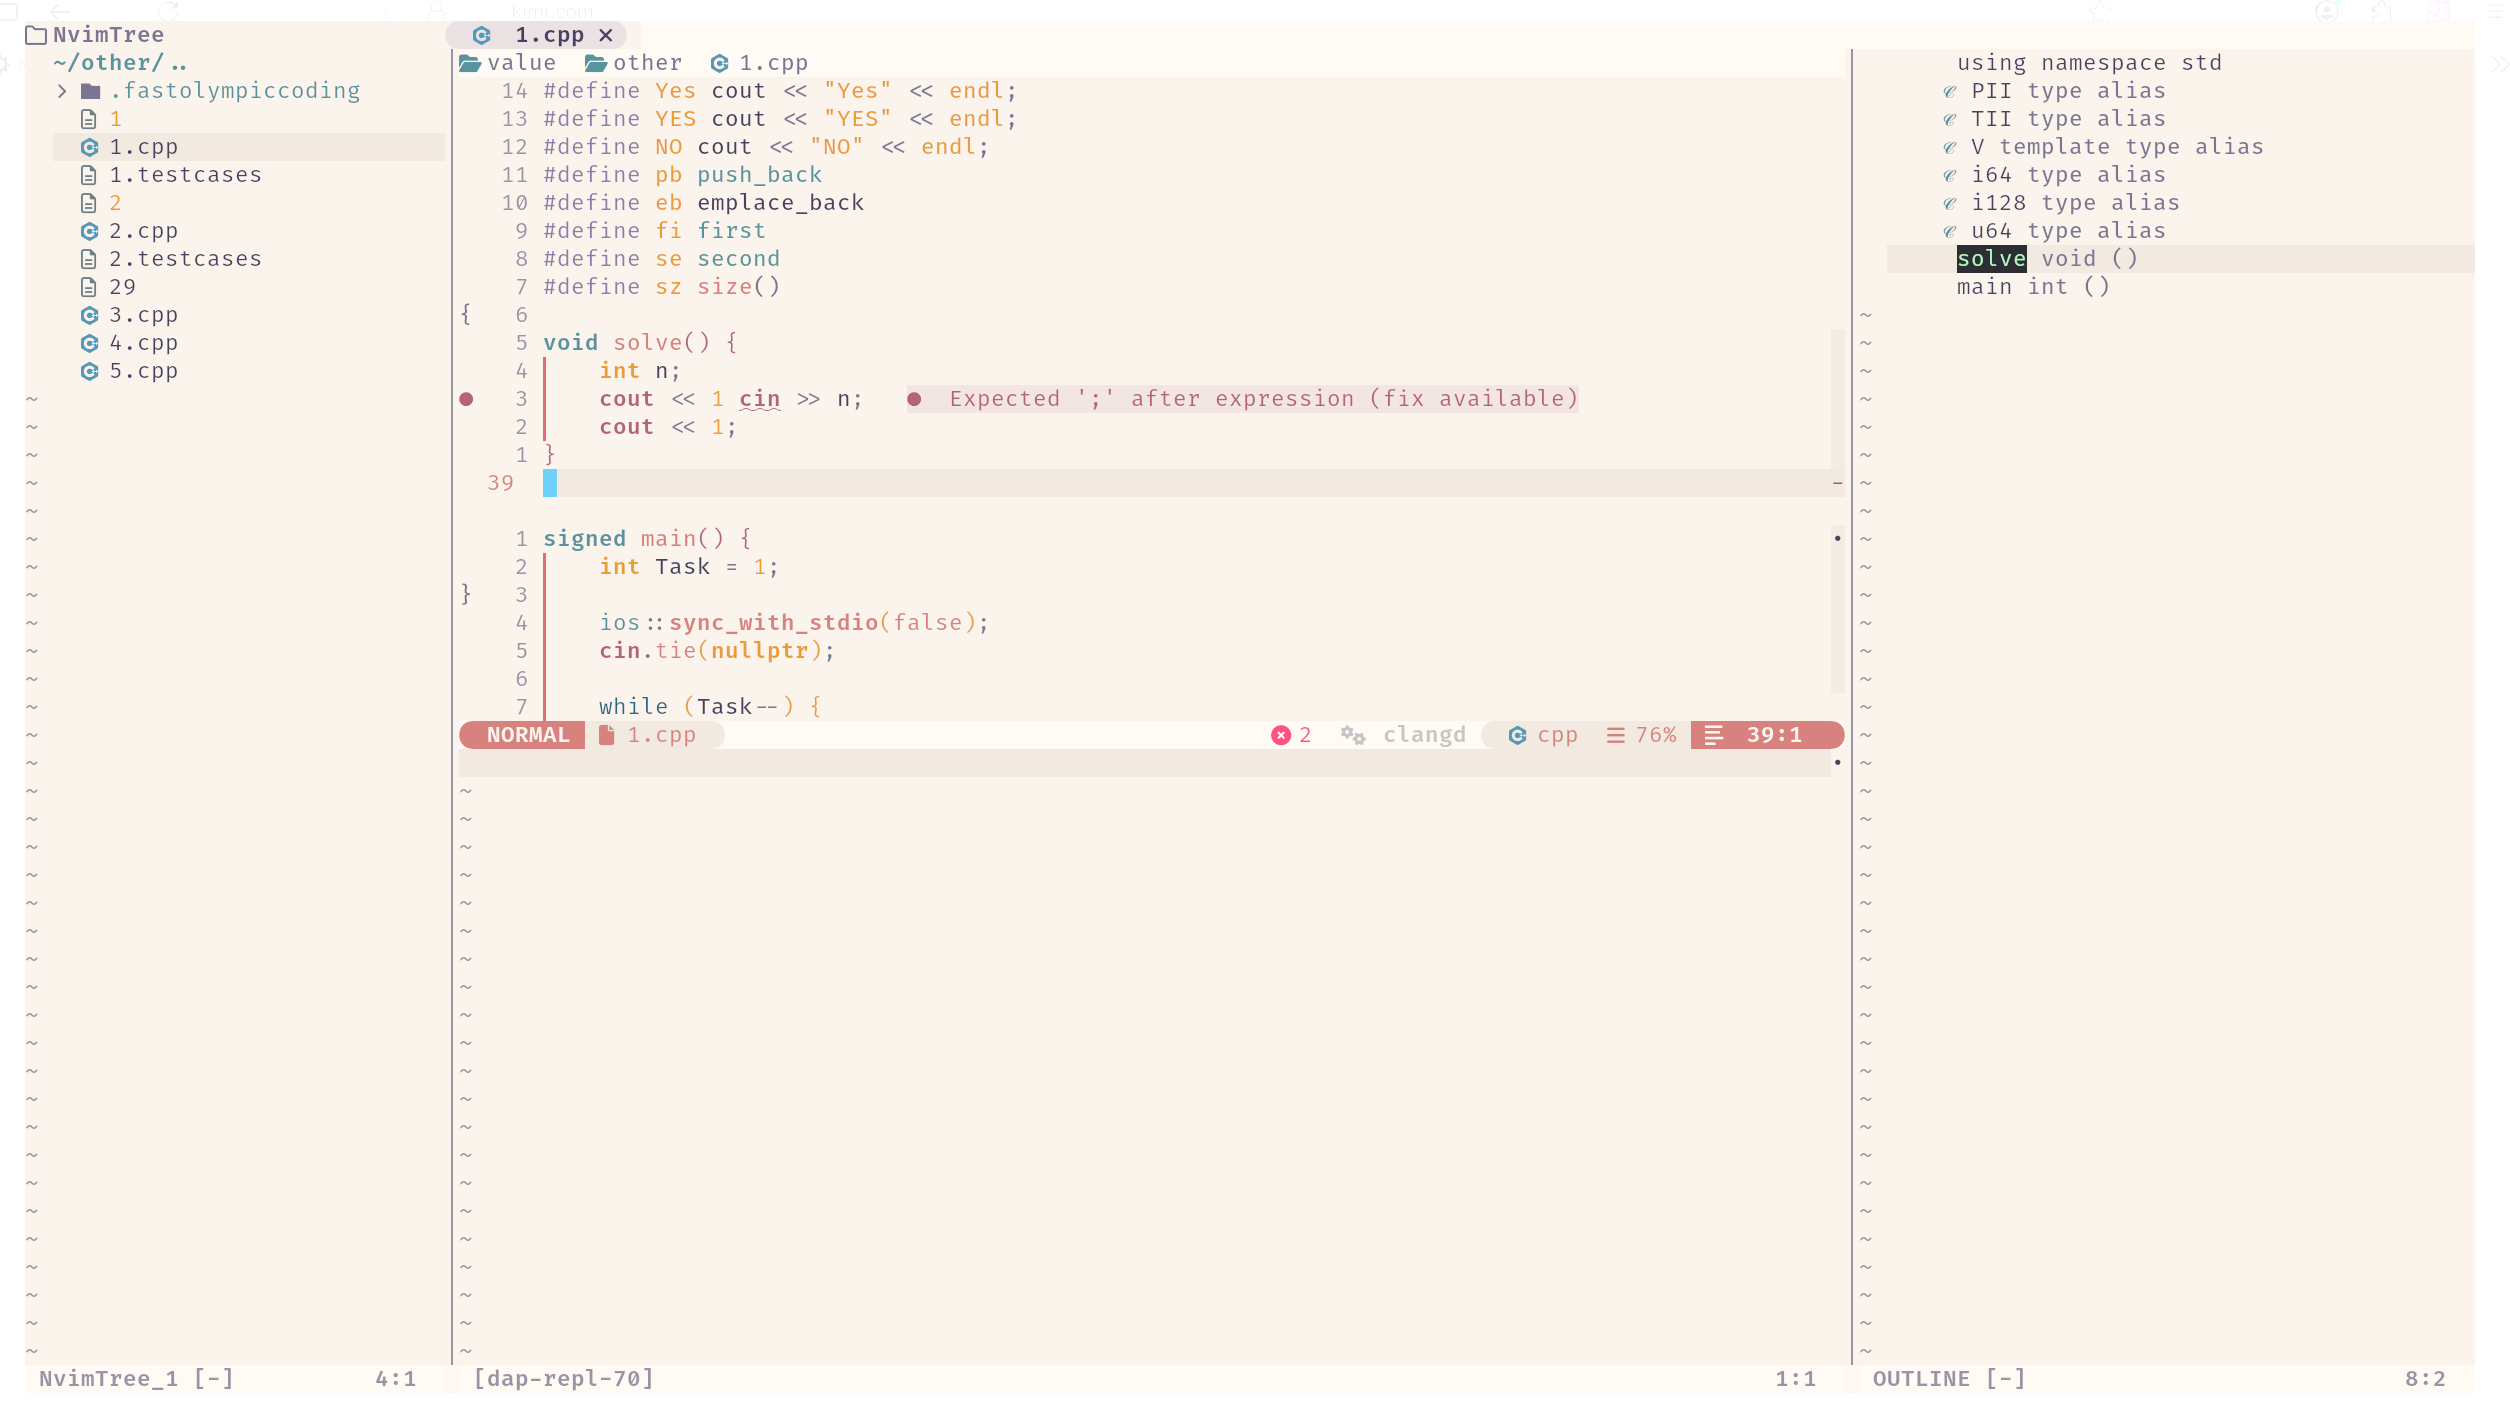 kimi.com
NvimTree
~/other/..
.fastolympiccoding
1
1.cpp
1.testcases
2
2.cpp
2.testcases
29
3.cpp
4.cpp
5.cpp
NvimTree_1 [-] 4:1
1.cpp
value other 1.cpp
14 #define Yes cout << "Yes" << endl;
13 #define YES cout << "YES" << endl;
12 #define NO cout << "NO" << endl;
11 #define pb push_back
10 #define eb emplace_back
9 #define fi first
8 #define se second
7 #define sz size()
{ 6
5 void solve() {
4 int n;
3 cout << 1 cin >> n; Expected ';' after expression (fix available)
2 cout << 1;
1 }
39
1 signed main() {
2 int Task = 1;
} 3
4 ios::sync_with_stdio(false);
5 cin.tie(nullptr);
6
7 while (Task--) {
NORMAL 1.cpp 2 clangd cpp 76% 39:1
[dap-repl-70] 1:1
using namespace std
PII type alias
TII type alias
V template type alias
i64 type alias
i128 type alias
u64 type alias
solve void ()
main int ()
OUTLINE [-] 8:2